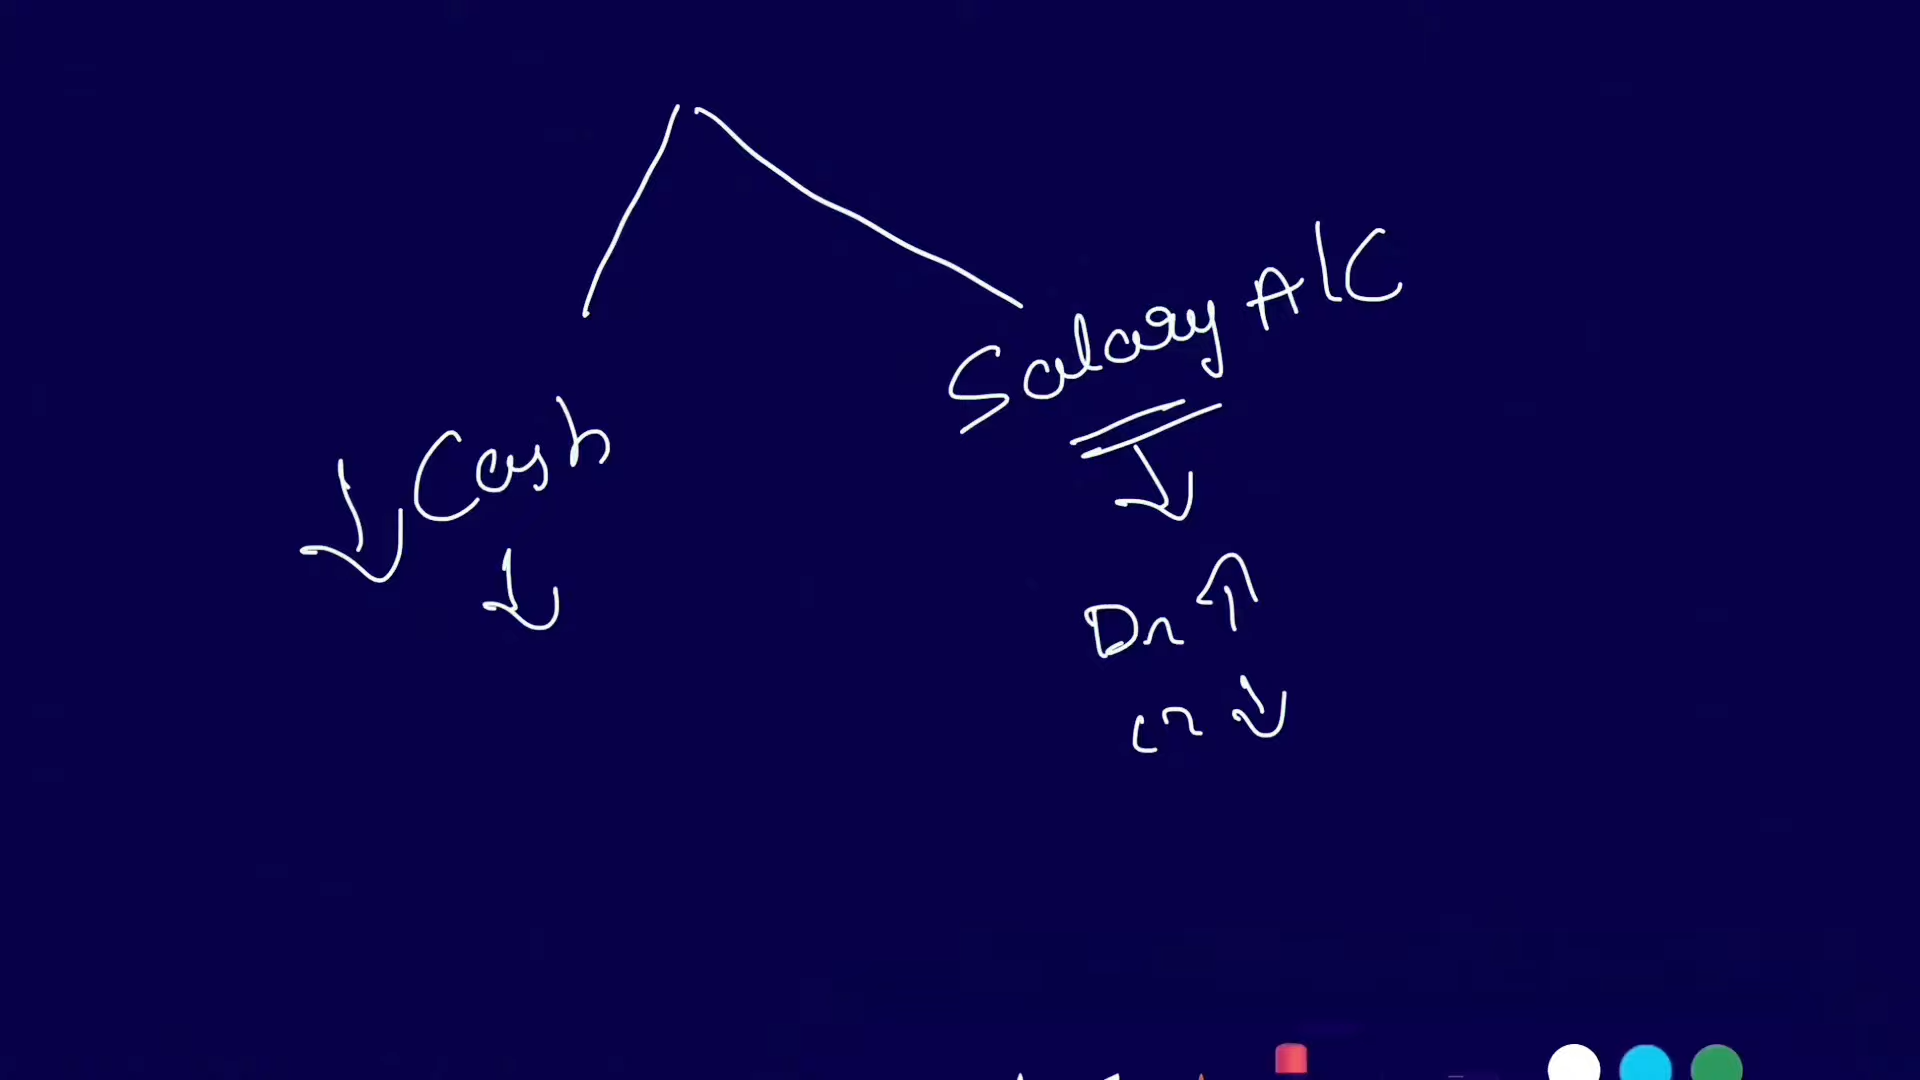 Salary A/C
↓ Cash
↓
↓
Dr ↑
Cr ↓